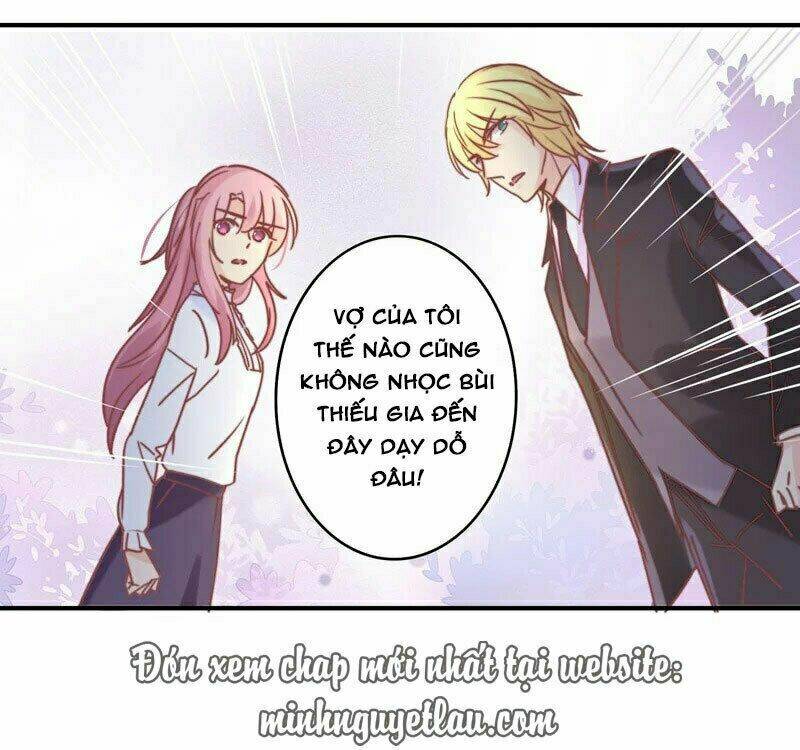 VỢ CỦA TÔI
THẾ NÀO CŨNG
KHÔNG NHỌC BÙI
THIẾU GIA ĐẾN
ĐÂY DẠY DỖ
ĐÂU!
Đón xem chap mới nhất tại website:
minhnguyetlau.com